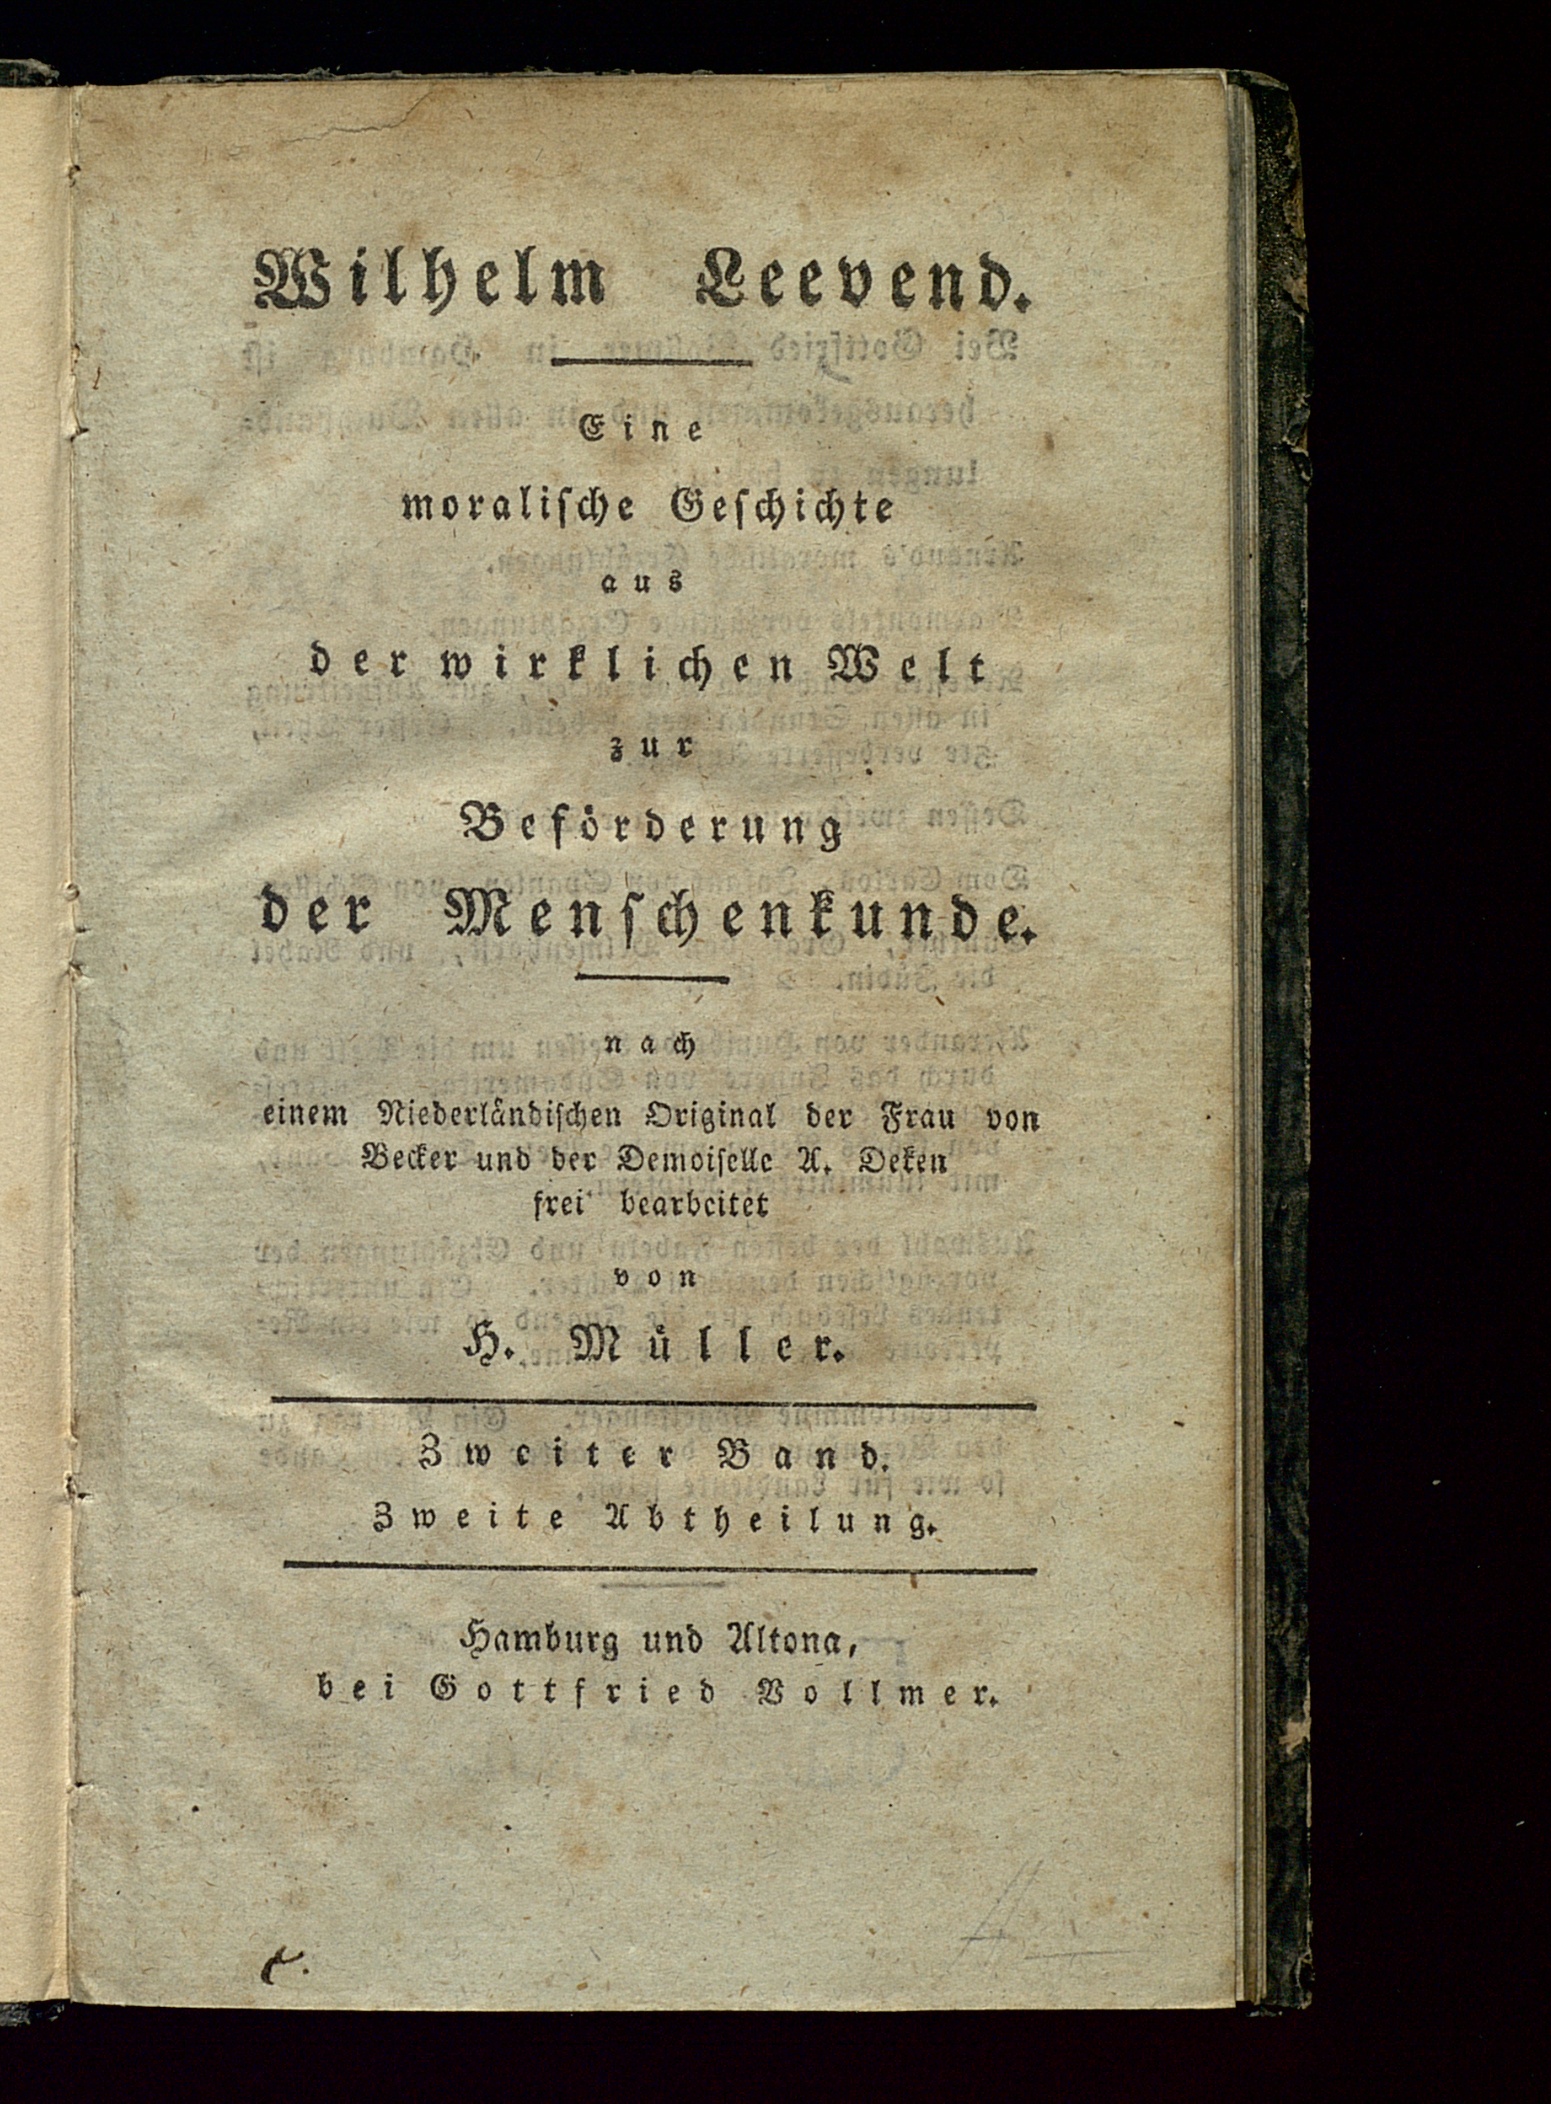 Wilhelm Leevend.
Eine
moralische Geschichte
aus
der wirklichen Welt
zur
Beförderung
der Menschenkunde.
nach
einem Niederländischen Original der Frau von
Becker und der Demoiselle A. Deken
frei bearbeitet
von
H. Müller.
Zweiter Band.
Zweite Abtheilung.
Hamburg und Altona,
bei Gottfried Vollmer.